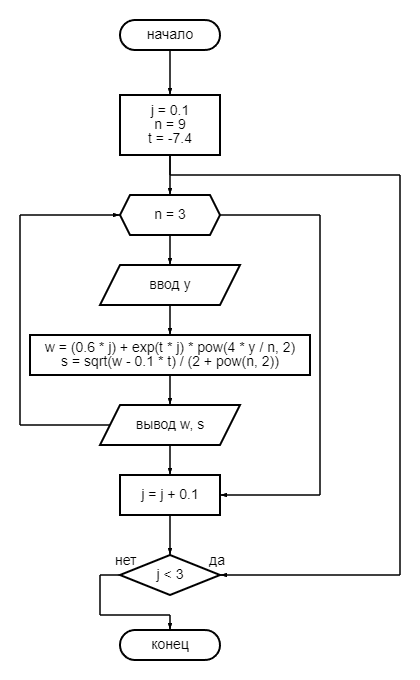 начало
j = 0.1
n = 9
t = -7.4
n = 3
ввод y
w = (0.6 * j) + exp(t * j) * pow(4 * y / n, 2)
s = sqrt(w - 0.1 * t) / (2 + pow(n, 2))
вывод w, s
j = j + 0.1
нет
да
j < 3
конец